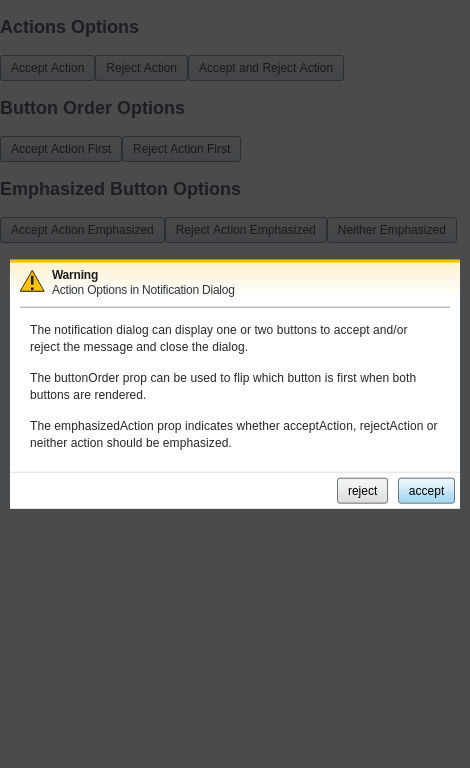 Actions Options
Accept Action Reject Action Accept and Reject Action
Button Order Options
Accept Action First Reject Action First
Emphasized Button Options
Accept Action Emphasized Reject Action Emphasized Neither Emphasized
Warning
Action Options in Notification Dialog
The notification dialog can display one or two buttons to accept and/or
reject the message and close the dialog.
The buttonOrder prop can be used to flip which button is first when both
buttons are rendered.
The emphasizedAction prop indicates whether acceptAction, rejectAction or
neither action should be emphasized.
reject accept